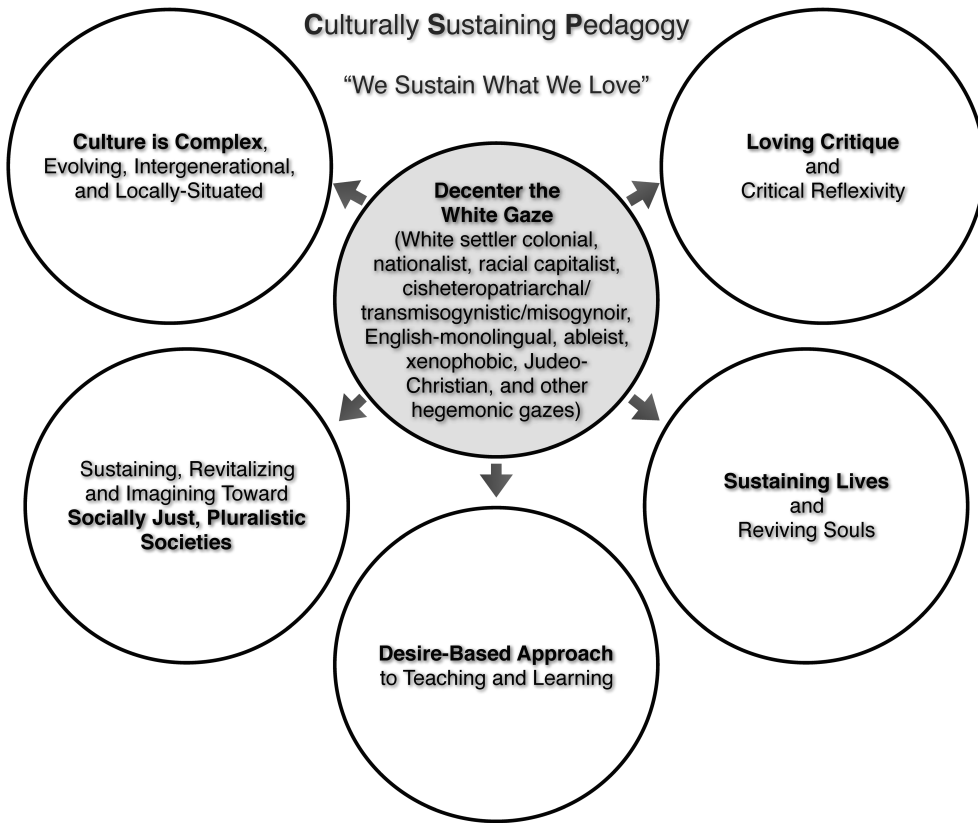 Culturally Sustaining Pedagogy
“We Sustain What We Love”
Culture is Complex,
Evolving, Intergenerational,
and Locally-Situated
Loving Critique
and
Critical Reflexivity
Decenter the
White Gaze
(White settler colonial,
nationalist, racial capitalist,
cisheteropatriarchal/
transmisogynistic/misogynoir,
English-monolingual, ableist,
xenophobic, Judeo-
Christian, and other
hegemonic gazes)
Sustaining, Revitalizing
and Imagining Toward
Socially Just, Pluralistic
Societies
Sustaining Lives
and
Reviving Souls
Desire-Based Approach
to Teaching and Learning